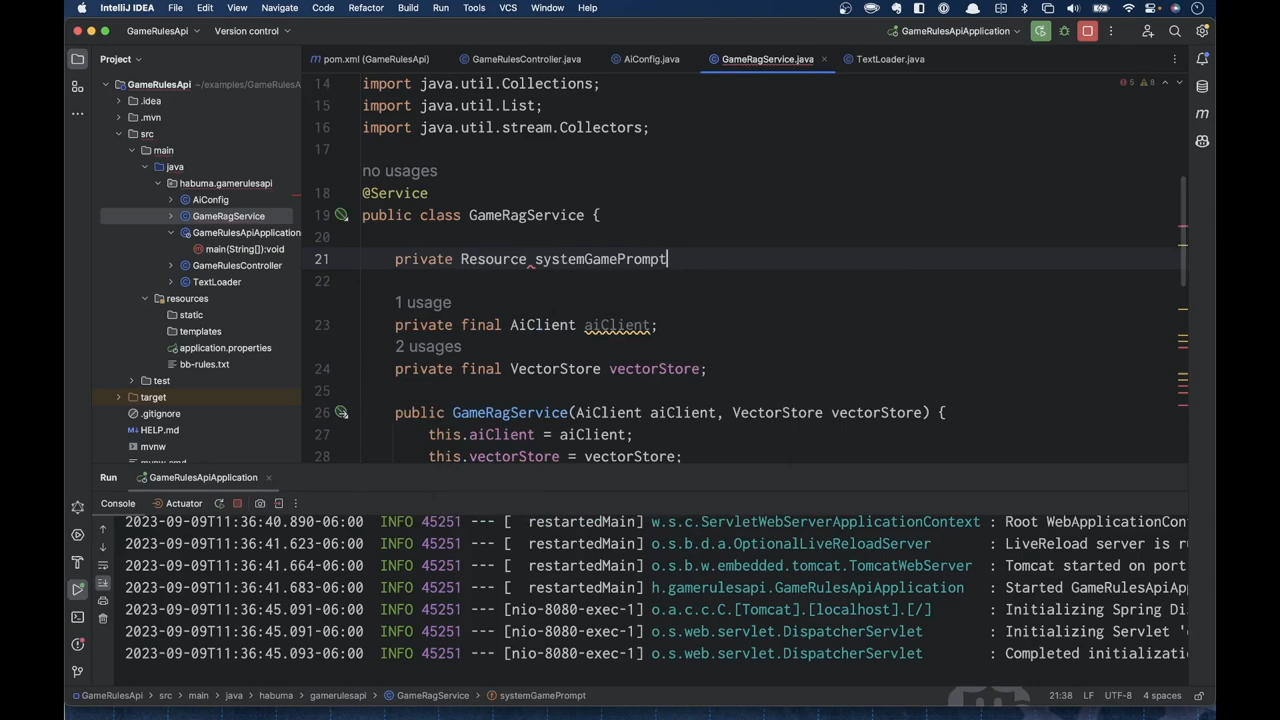 IntelliJ IDEA File Edit View Navigate Code Refactor Build Run Tools VCS Window Help
GameRulesApi Version control GameRulesApiApplication
Project pom.xml (GameRulesApi) GameRulesController.java AiConfig.java GameRagService.java TextLoader.java
GameRulesApi ~/examples/GameRulesA
.idea
.mvn
src
main
java
habuma.gamerulesapi
AiConfig
GameRagService
GameRulesApiApplication
main(String[]):void
GameRulesController
TextLoader
resources
static
templates
application.properties
bb-rules.txt
test
target
.gitignore
HELP.md
mvnw
5 8
14 import java.util.Collections;
15 import java.util.List;
16 import java.util.stream.Collectors;
17
no usages
18 @Service
19 public class GameRagService {
20
21 private Resource systemGamePrompt
22
1 usage
23 private final AiClient aiClient;
2 usages
24 private final VectorStore vectorStore;
25
26 public GameRagService(AiClient aiClient, VectorStore vectorStore) {
27 this.aiClient = aiClient;
28 this.vectorStore = vectorStore;
Run GameRulesApiApplication
Console Actuator
2023-09-09T11:36:40.890-06:00 INFO 45251 --- [ restartedMain] w.s.c.ServletWebServerApplicationContext : Root WebApplicationCon
2023-09-09T11:36:41.623-06:00 INFO 45251 --- [ restartedMain] o.s.b.d.a.OptionalLiveReloadServer : LiveReload server is ru
2023-09-09T11:36:41.664-06:00 INFO 45251 --- [ restartedMain] o.s.b.w.embedded.tomcat.TomcatWebServer : Tomcat started on port
2023-09-09T11:36:41.683-06:00 INFO 45251 --- [ restartedMain] h.gamerulesapi.GameRulesApiApplication : Started GameRulesApiApp
2023-09-09T11:36:45.091-06:00 INFO 45251 --- [nio-8080-exec-1] o.a.c.c.C.[Tomcat].[localhost].[/] : Initializing Spring Dis
2023-09-09T11:36:45.091-06:00 INFO 45251 --- [nio-8080-exec-1] o.s.web.servlet.DispatcherServlet : Initializing Servlet '
2023-09-09T11:36:45.093-06:00 INFO 45251 --- [nio-8080-exec-1] o.s.web.servlet.DispatcherServlet : Completed initializati
GameRulesApi src main java habuma gamerulesapi GameRagService systemGamePrompt 21:38 LF UTF-8 4 spaces